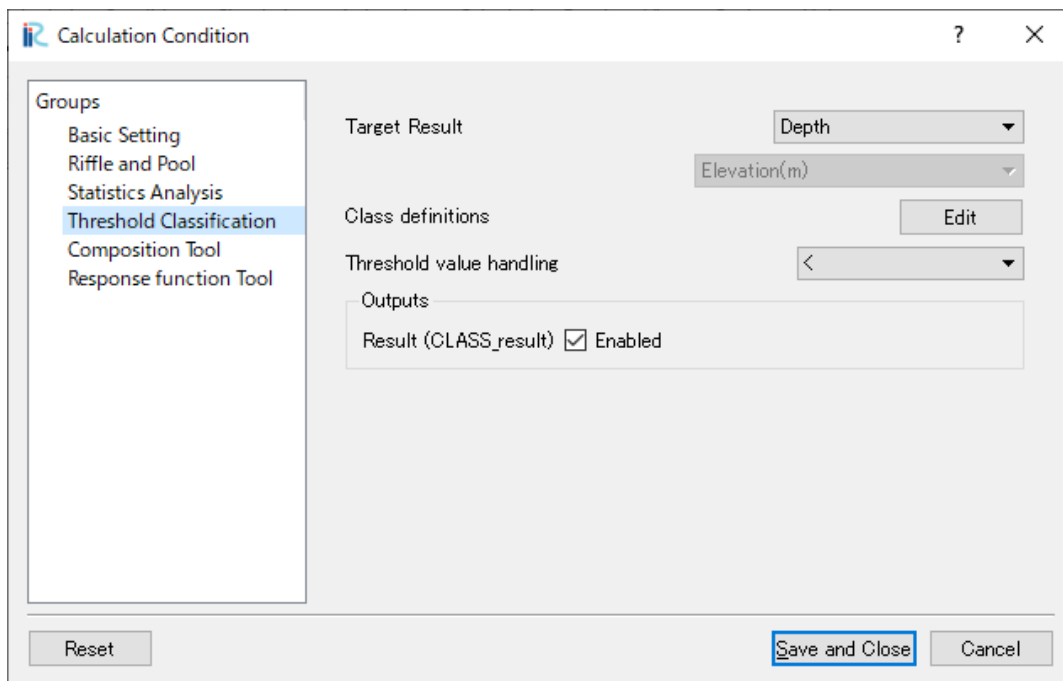 iRC Calculation Condition ? ×
Groups
Basic Setting
Riffle and Pool
Statistics Analysis
Threshold Classification
Composition Tool
Response function Tool
Target Result Depth
Elevation(m)
Class definitions Edit
Threshold value handling <
Outputs
Result (CLASS_result) Enabled
Reset Save and Close Cancel